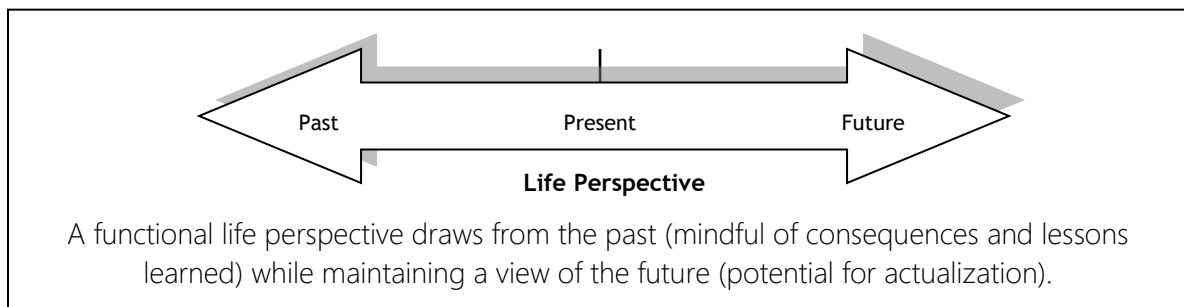 Past Present Future
Life Perspective
A functional life perspective draws from the past (mindful of consequences and lessons
learned) while maintaining a view of the future (potential for actualization).